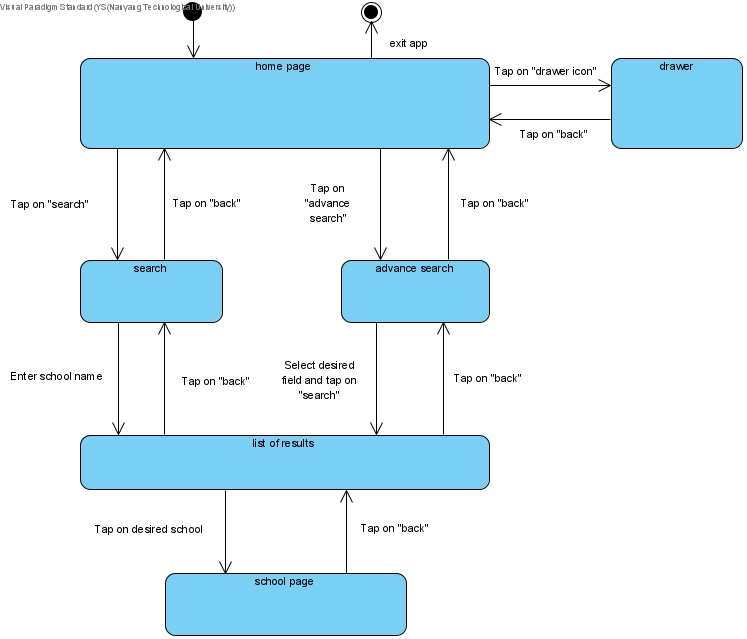 Visual Paradigm Standard (YS(Nanyang Technological University))
exit app
home page
Tap on "drawer icon"
drawer
Tap on "back"
Tap on "search"
Tap on "back"
Tap on
"advance
search"
Tap on "back"
search
advance search
Enter school name
Tap on "back"
Select desired
field and tap on
"search"
Tap on "back"
list of results
Tap on desired school
Tap on "back"
school page